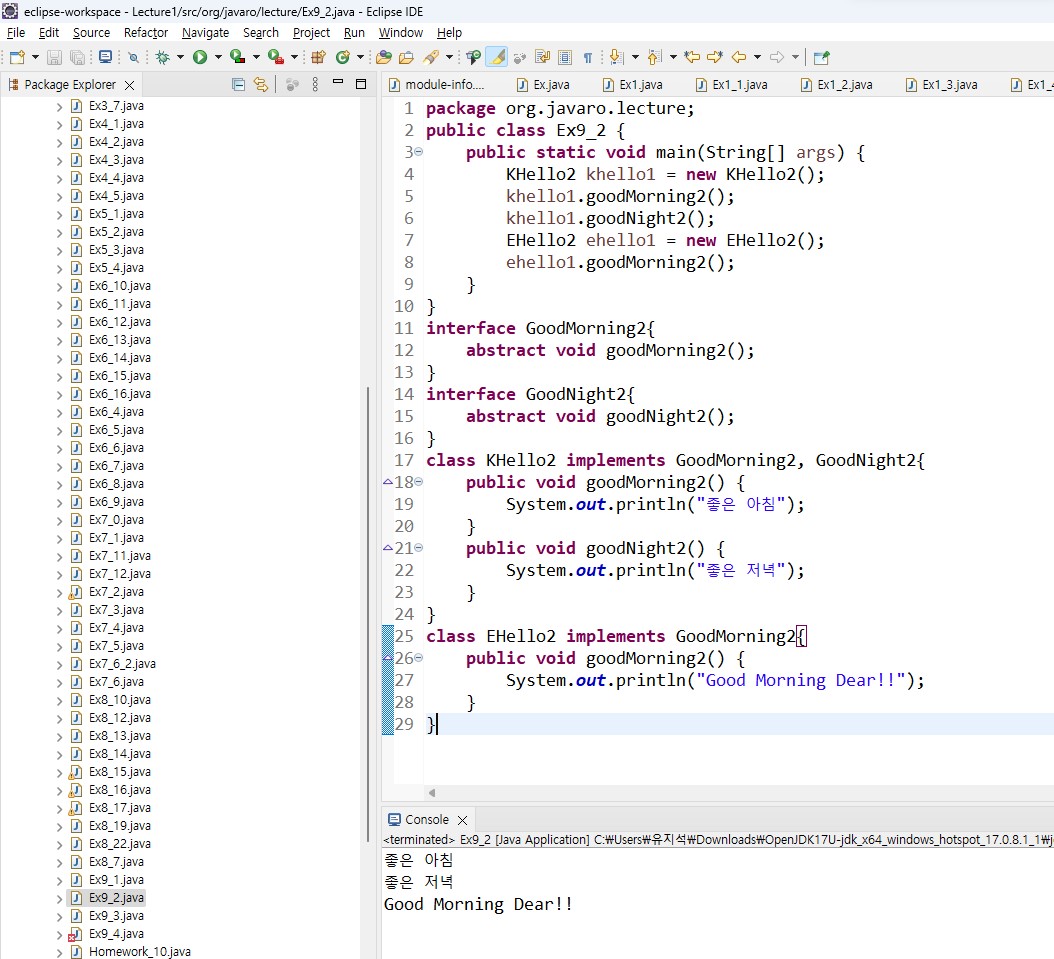 eclipse-workspace - Lecture1/src/org/javaro/lecture/Ex9_2.java - Eclipse IDE
File Edit Source Refactor Navigate Search Project Run Window Help
Package Explorer
Ex3_7.java
Ex4_1.java
Ex4_2.java
Ex4_3.java
Ex4_4.java
Ex4_5.java
Ex5_1.java
Ex5_2.java
Ex5_3.java
Ex5_4.java
Ex6_10.java
Ex6_11.java
Ex6_12.java
Ex6_13.java
Ex6_14.java
Ex6_15.java
Ex6_16.java
Ex6_4.java
Ex6_5.java
Ex6_6.java
Ex6_7.java
Ex6_8.java
Ex6_9.java
Ex7_0.java
Ex7_1.java
Ex7_11.java
Ex7_12.java
Ex7_2.java
Ex7_3.java
Ex7_4.java
Ex7_5.java
Ex7_6_2.java
Ex7_6.java
Ex8_10.java
Ex8_12.java
Ex8_13.java
Ex8_14.java
Ex8_15.java
Ex8_16.java
Ex8_17.java
Ex8_19.java
Ex8_22.java
Ex8_7.java
Ex9_1.java
Ex9_2.java
Ex9_3.java
Ex9_4.java
Homework_10.java
module-info.... Ex.java Ex1.java Ex1_1.java Ex1_2.java Ex1_3.java Ex1_4
1 package org.javaro.lecture;
2 public class Ex9_2 {
3 public static void main(String[] args) {
4 KHello2 khello1 = new KHello2();
5 khello1.goodMorning2();
6 khello1.goodNight2();
7 EHello2 ehello1 = new EHello2();
8 ehello1.goodMorning2();
9 }
10 }
11 interface GoodMorning2{
12 abstract void goodMorning2();
13 }
14 interface GoodNight2{
15 abstract void goodNight2();
16 }
17 class KHello2 implements GoodMorning2, GoodNight2{
18 public void goodMorning2() {
19 System.out.println("좋은 아침");
20 }
21 public void goodNight2() {
22 System.out.println("좋은 저녁");
23 }
24 }
25 class EHello2 implements GoodMorning2{
26 public void goodMorning2() {
27 System.out.println("Good Morning Dear!!");
28 }
29 }
Console
<terminated> Ex9_2 [Java Application] C:₩Users₩유지석₩Downloads₩OpenJDK17U-jdk_x64_windows_hotspot_17.0.8.1_1₩j
좋은 아침
좋은 저녁
Good Morning Dear!!